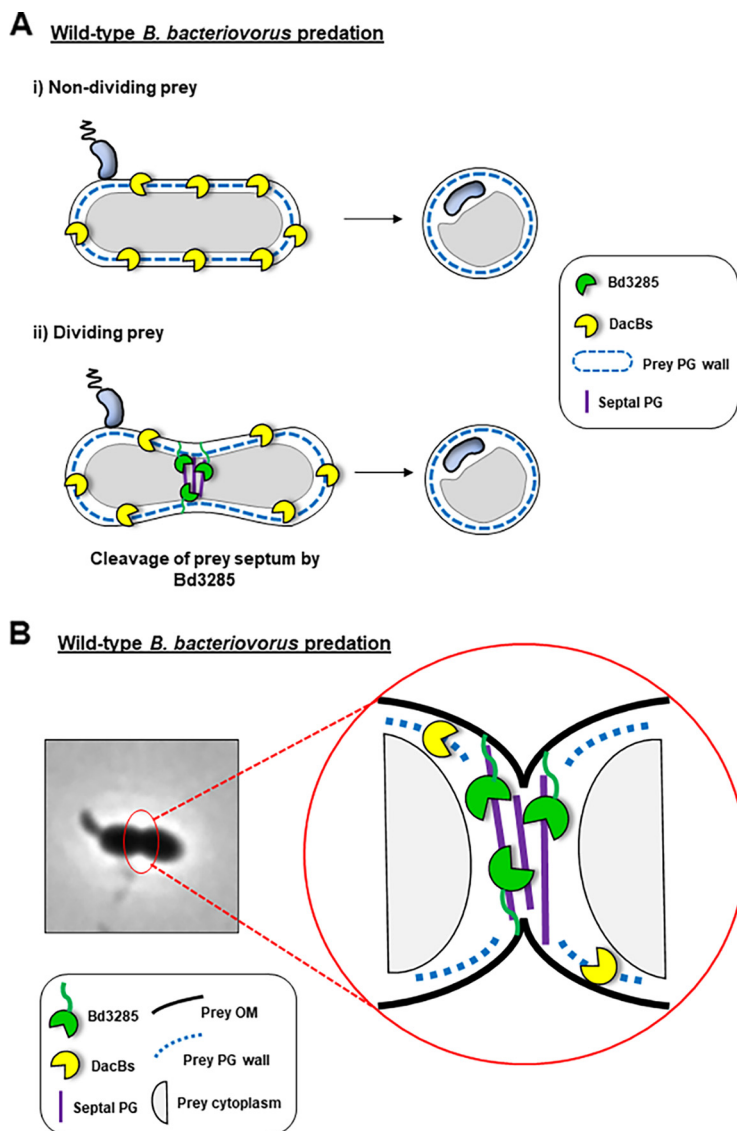 A Wild-type B. bacteriovorus predation
i) Non-dividing prey
Bd3285
DacBs
Prey PG wall
Septal PG
ii) Dividing prey
Cleavage of prey septum by
Bd3285
B Wild-type B. bacteriovorus predation
Bd3285
Prey OM
DacBs
Prey PG wall
Septal PG
Prey cytoplasm